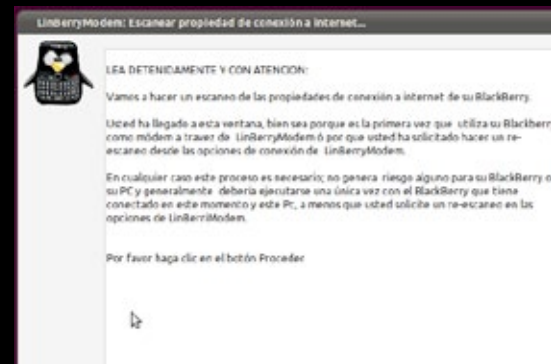 LinBerryModem: Escanear propiedad de conexión a internet...
LEA DETENIDAMENTE Y CON ATENCION:
Vamos a hacer un escaneo de las propiedades de conexión a internet de su BlackBerry.
Usted ha llegado a esta ventana, bien sea porque es la primera vez que utiliza su Blackberr
como módem a travez de LinBerryModem ó por que usted ha solicitado hacer un re-
escaneo desde las opciones de conexión de LinBerryModem.
En cualquier caso este proceso es necesario; no genera riesgo alguno para su BlackBerry o
su PC y generalmente debería ejecutarse una única vez con el BlackBerry que tiene
conectado en este momento y este Pc, a menos que usted solicite un re-escaneo en las
opciones de LinBerriModem.
Por favor haga clic en el botón Proceder